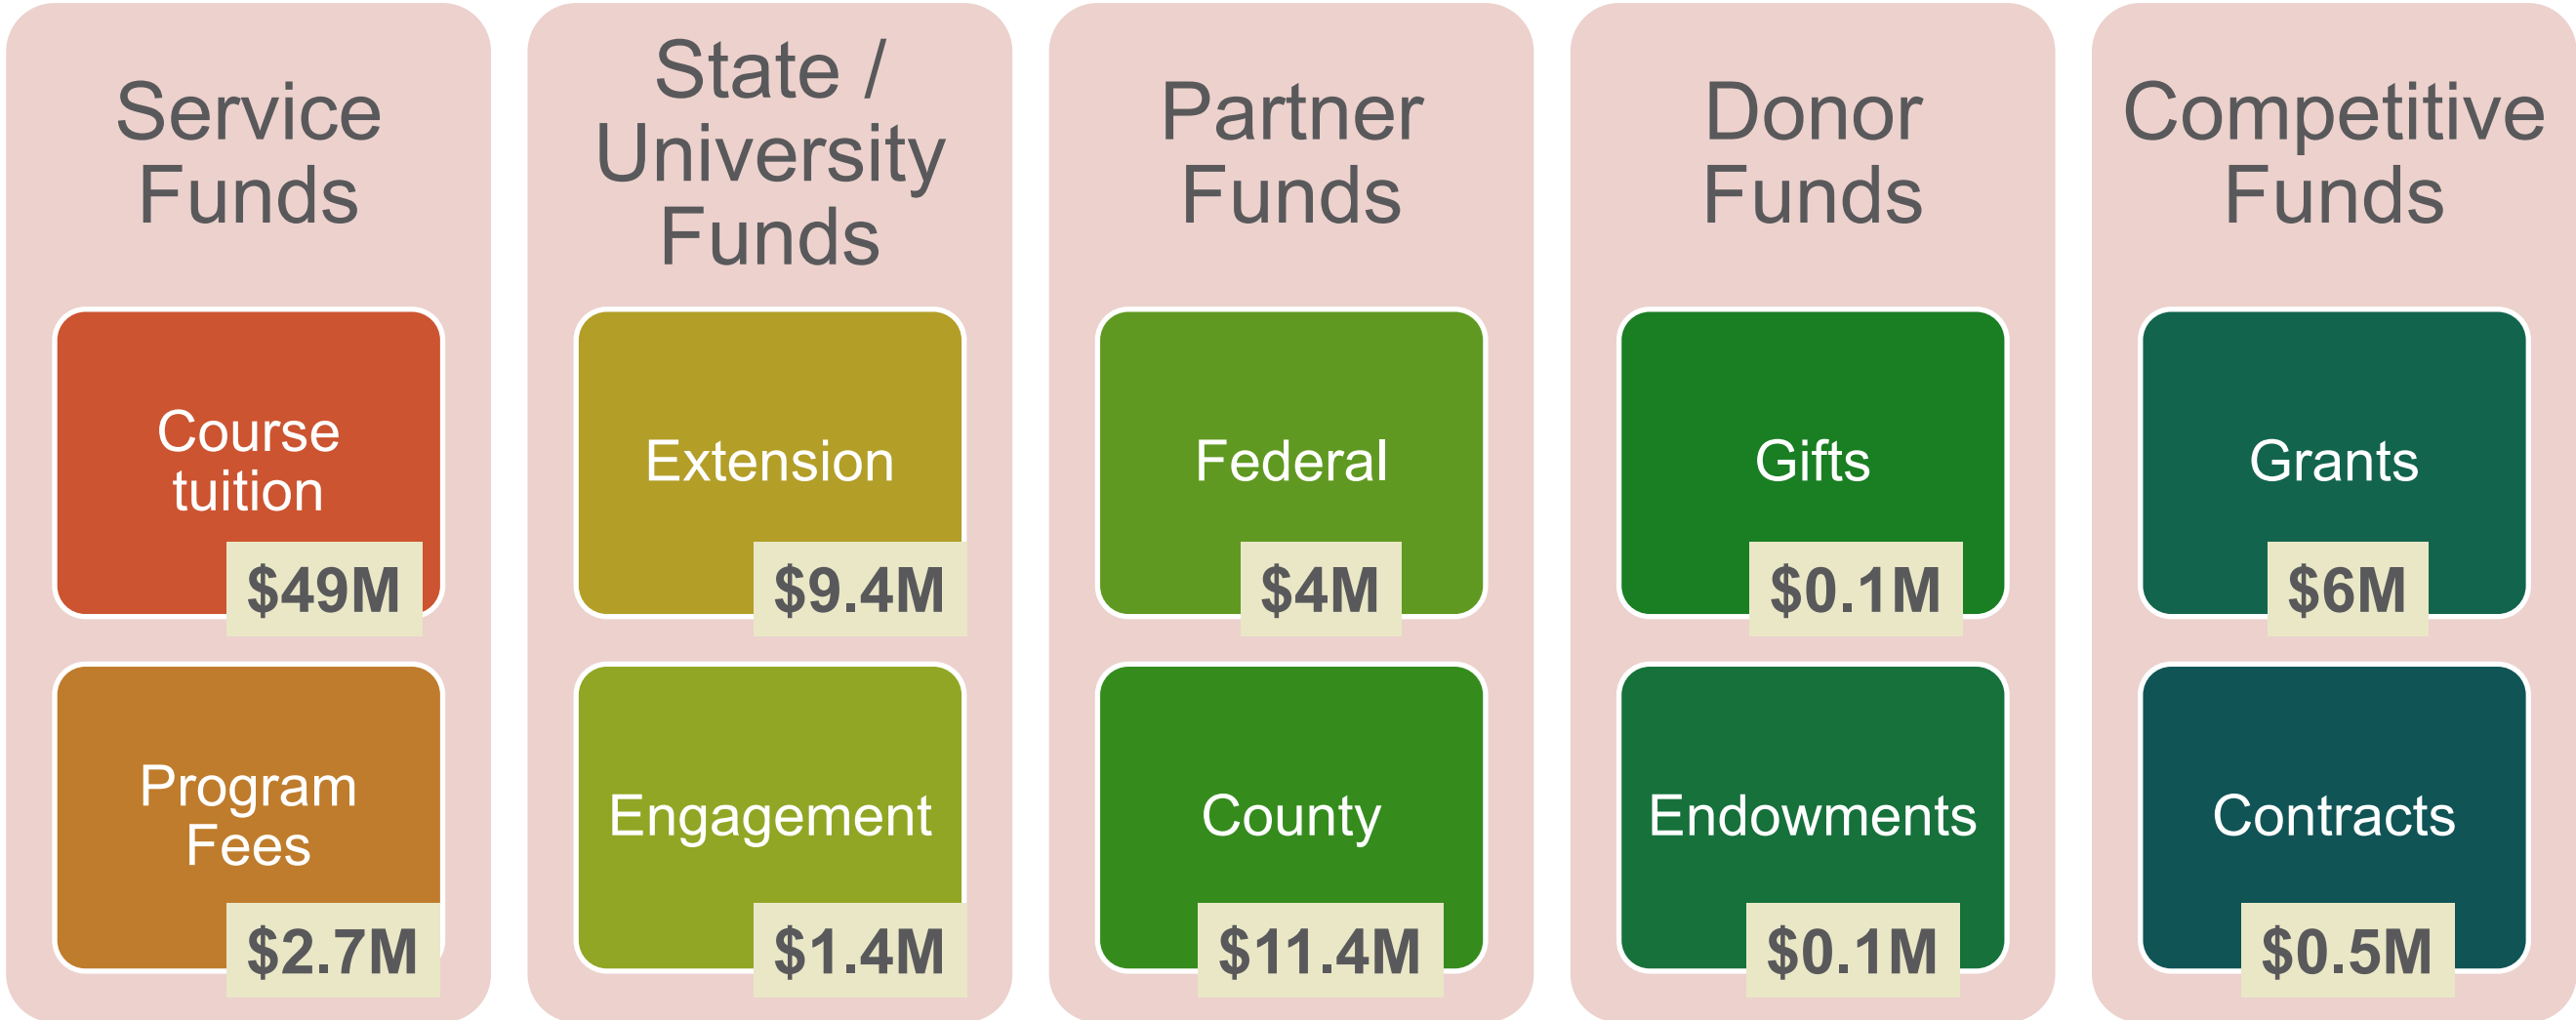 Service
Funds
Course
tuition
$49M
Program
Fees
$2.7M
State /
University
Funds
Extension
$9.4M
Engagement
$1.4M
Partner
Funds
Federal
$4M
County
$11.4M
Donor
Funds
Gifts
$0.1M
Endowments
$0.1M
Competitive
Funds
Grants
$6M
Contracts
$0.5M